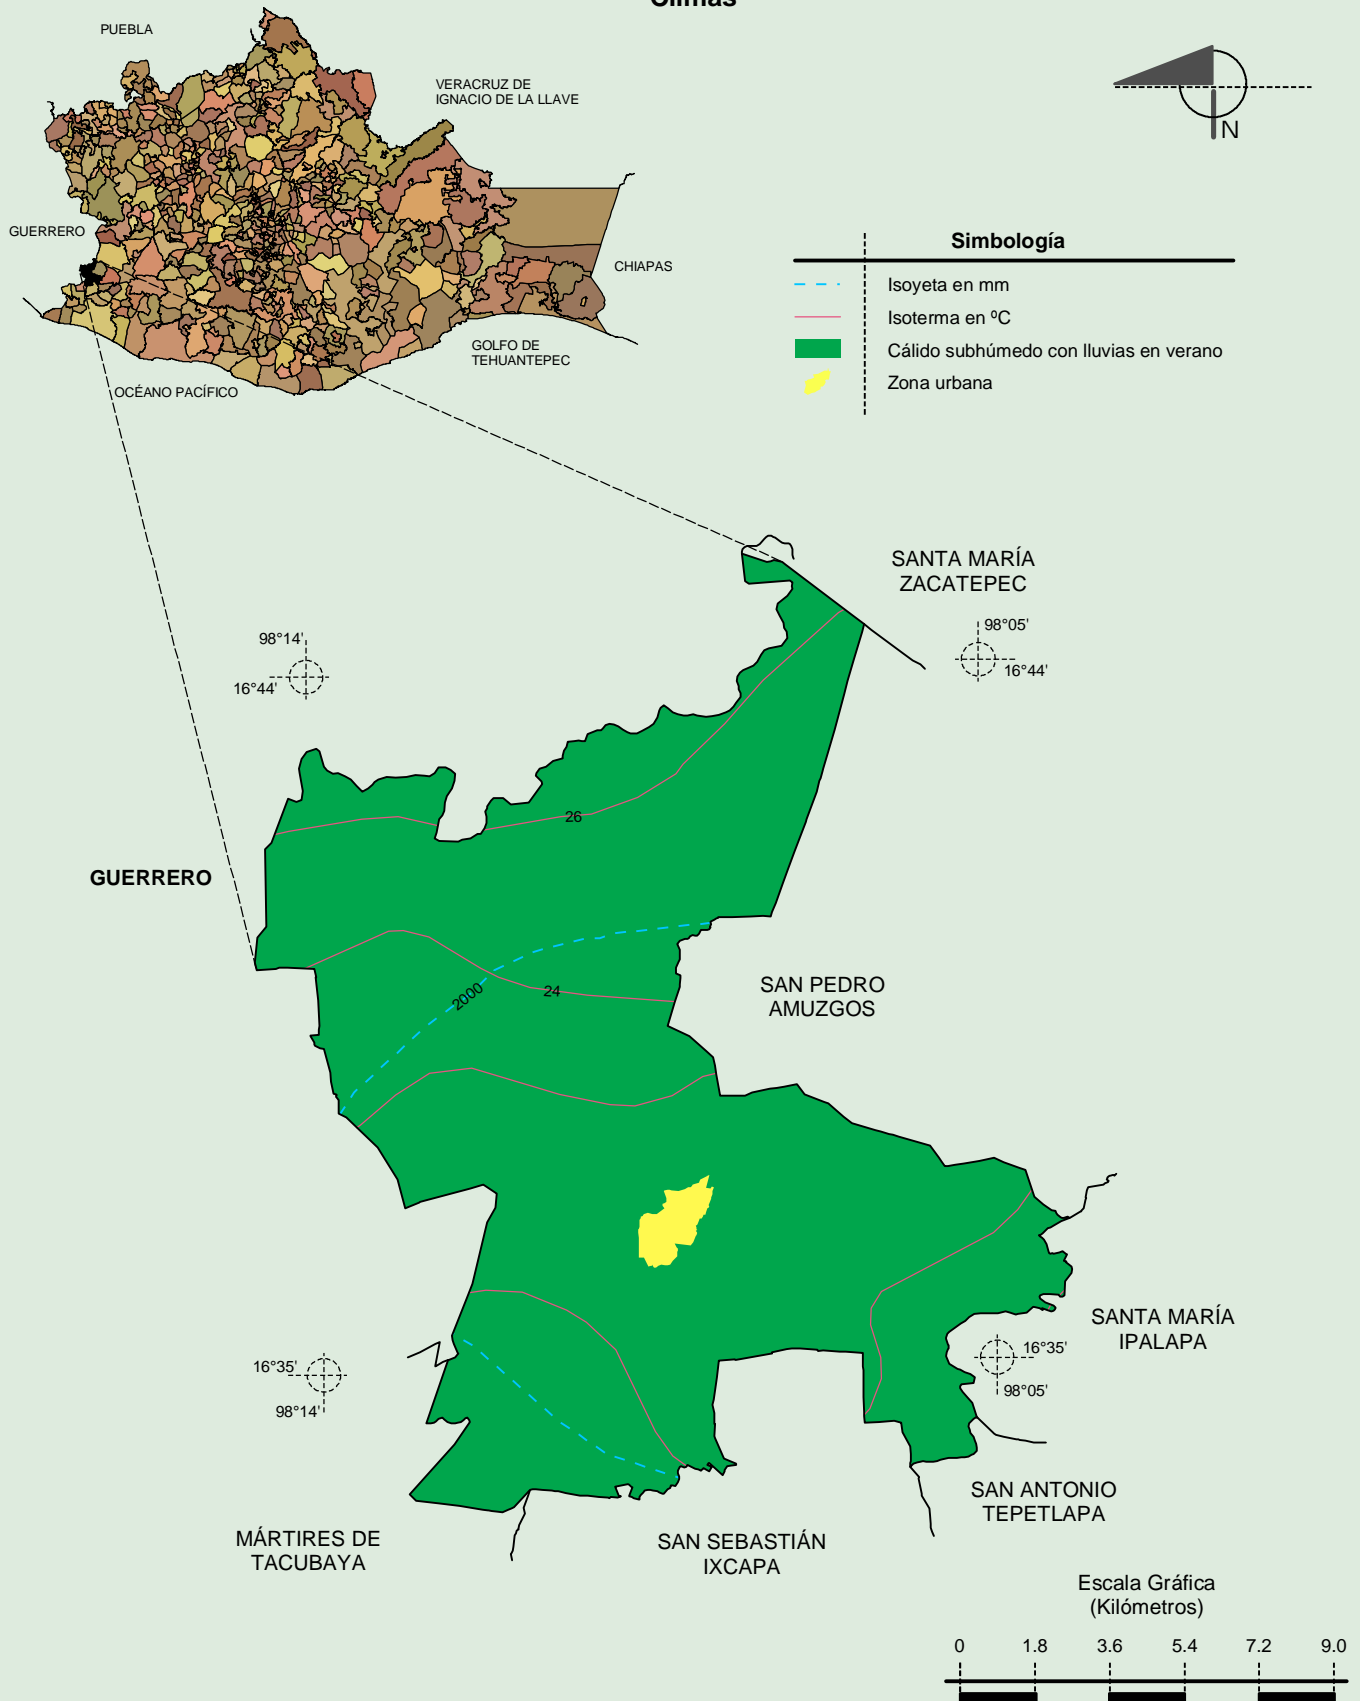 Climas
PUEBLA
VERACRUZ DE
IGNACIO DE LA LLAVE
N
GUERRERO
CHIAPAS
GOLFO DE
TEHUANTEPEC
OCÉANO PACÍFICO
Simbología
Isoyeta en mm
Isoterma en ºC
Cálido subhúmedo con lluvias en verano
Zona urbana
SANTA MARÍA
ZACATEPEC
98°14'
16°44'
98°05'
16°44'
26
GUERRERO
2000
24
SAN PEDRO
AMUZGOS
SANTA MARÍA
IPALAPA
16°35'
98°14'
16°35'
98°05'
SAN ANTONIO
TEPETLAPA
MÁRTIRES DE
TACUBAYA
SAN SEBASTIÁN
IXCAPA
Escala Gráfica
(Kilómetros)
0 1.8 3.6 5.4 7.2 9.0